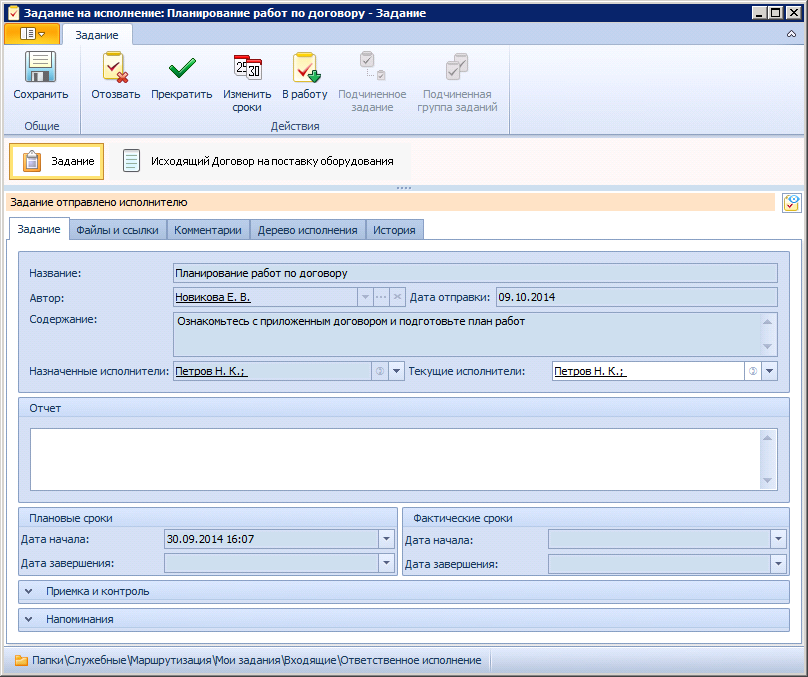 Задание на исполнение: Планирование работ по договору - Задание
Задание
Сохранить
Отозвать
Прекратить
Изменить сроки
В работу
Подчиненное задание
Подчиненная группа заданий
Общие
Действия
Задание
Исходящий Договор на поставку оборудования
Задание отправлено исполнителю
Задание Файлы и ссылки Комментарии Дерево исполнения История
Название: Планирование работ по договору
Автор: Новикова Е. В. Дата отправки: 09.10.2014
Содержание: Ознакомьтесь с приложенным договором и подготовьте план работ
Назначенные исполнители: Петров Н. К.; Текущие исполнители: Петров Н. К.;
Отчет
Плановые сроки
Дата начала: 30.09.2014 16:07
Дата завершения:
Фактические сроки
Дата начала:
Дата завершения:
Приемка и контроль
Напоминания
Папки\Служебные\Маршрутизация\Мои задания\Входящие\Ответственное исполнение